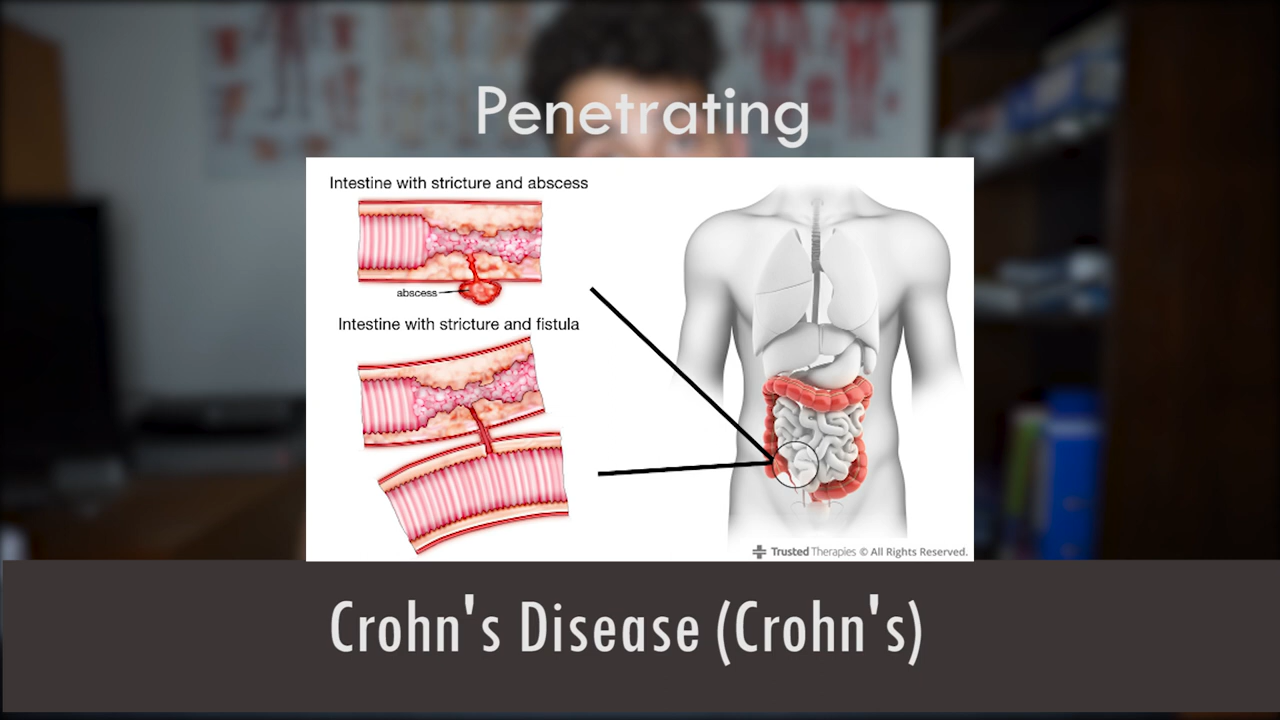 Penetrating
Intestine with stricture and abscess
abscess
Intestine with stricture and fistula
Trusted Therapies © All Rights Reserved.
Crohn's Disease (Crohn's)